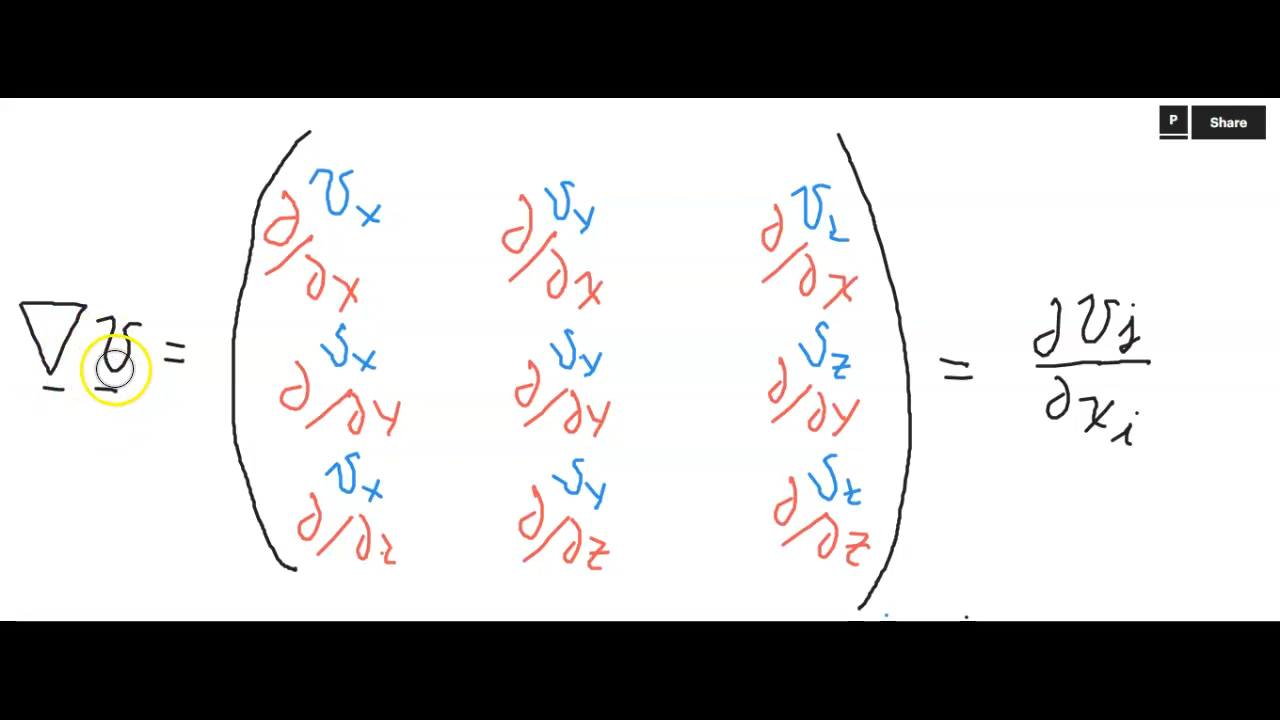 P Share
∇ v = ( ∂vx/∂x ∂vy/∂x ∂vz/∂x
∂vx/∂y ∂vy/∂y ∂vz/∂y
∂vx/∂z ∂vy/∂z ∂vz/∂z ) = ∂vj/∂xi